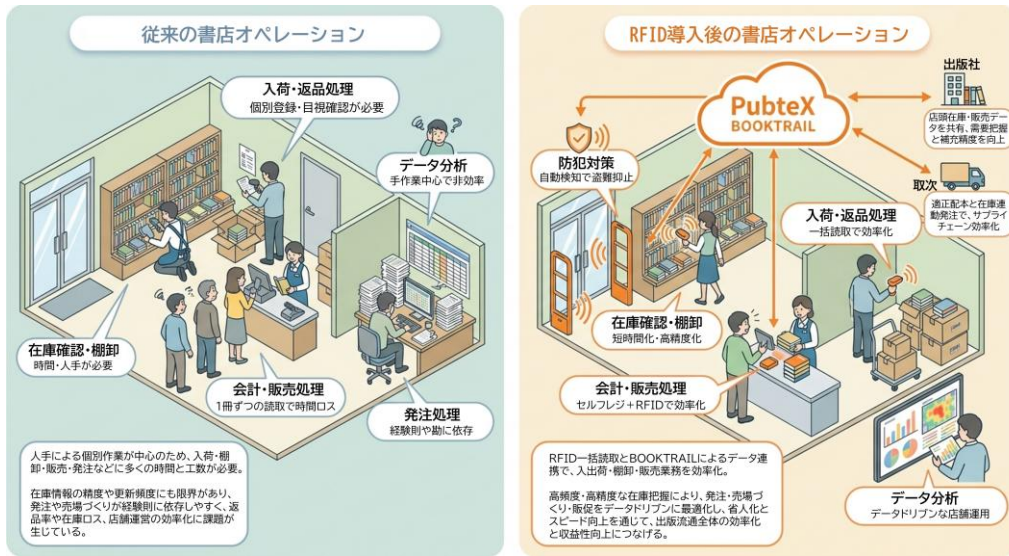 従来の書店オペレーション
入荷・返品処理
個別登録・目視確認が必要
データ分析
手作業中心で非効率
在庫確認・棚卸
時間・人手が必要
会計・販売処理
1冊ずつの読取で時間ロス
発注処理
経験則や勘に依存
人手による個別作業が中心のため、入荷・棚
卸・販売・発注などに多くの時間と工数が必要。
在庫情報の精度や更新頻度にも限界があり、
発注や売場づくりが経験則に依存しやすく、返
品率や在庫ロス、店舗運営の効率化に課題が
生じている。
RFID導入後の書店オペレーション
PubteX
BOOKTRAIL
出版社
店頭在庫・販売デー
タを共有、需要把握
と補充精度を向上
防犯対策
自動検知で盗難抑止
取次
適正配本と在庫連
動発注で、サプライ
チェーン効率化
入荷・返品処理
一括読取で効率化
在庫確認・棚卸
短時間化・高精度化
会計・販売処理
セルフレジ+RFIDで効率化
RFID一括読取とBOOKTRAILによるデータ連
携で、入出荷・棚卸・販売業務を効率化。
高頻度・高精度な在庫把握により、発注・売場づ
くり・販促をデータドリブンに最適化し、省人化と
スピード向上を通じて、出版流通全体の効率化
と収益性向上につなげる。
データ分析
データドリブンな店舗運用